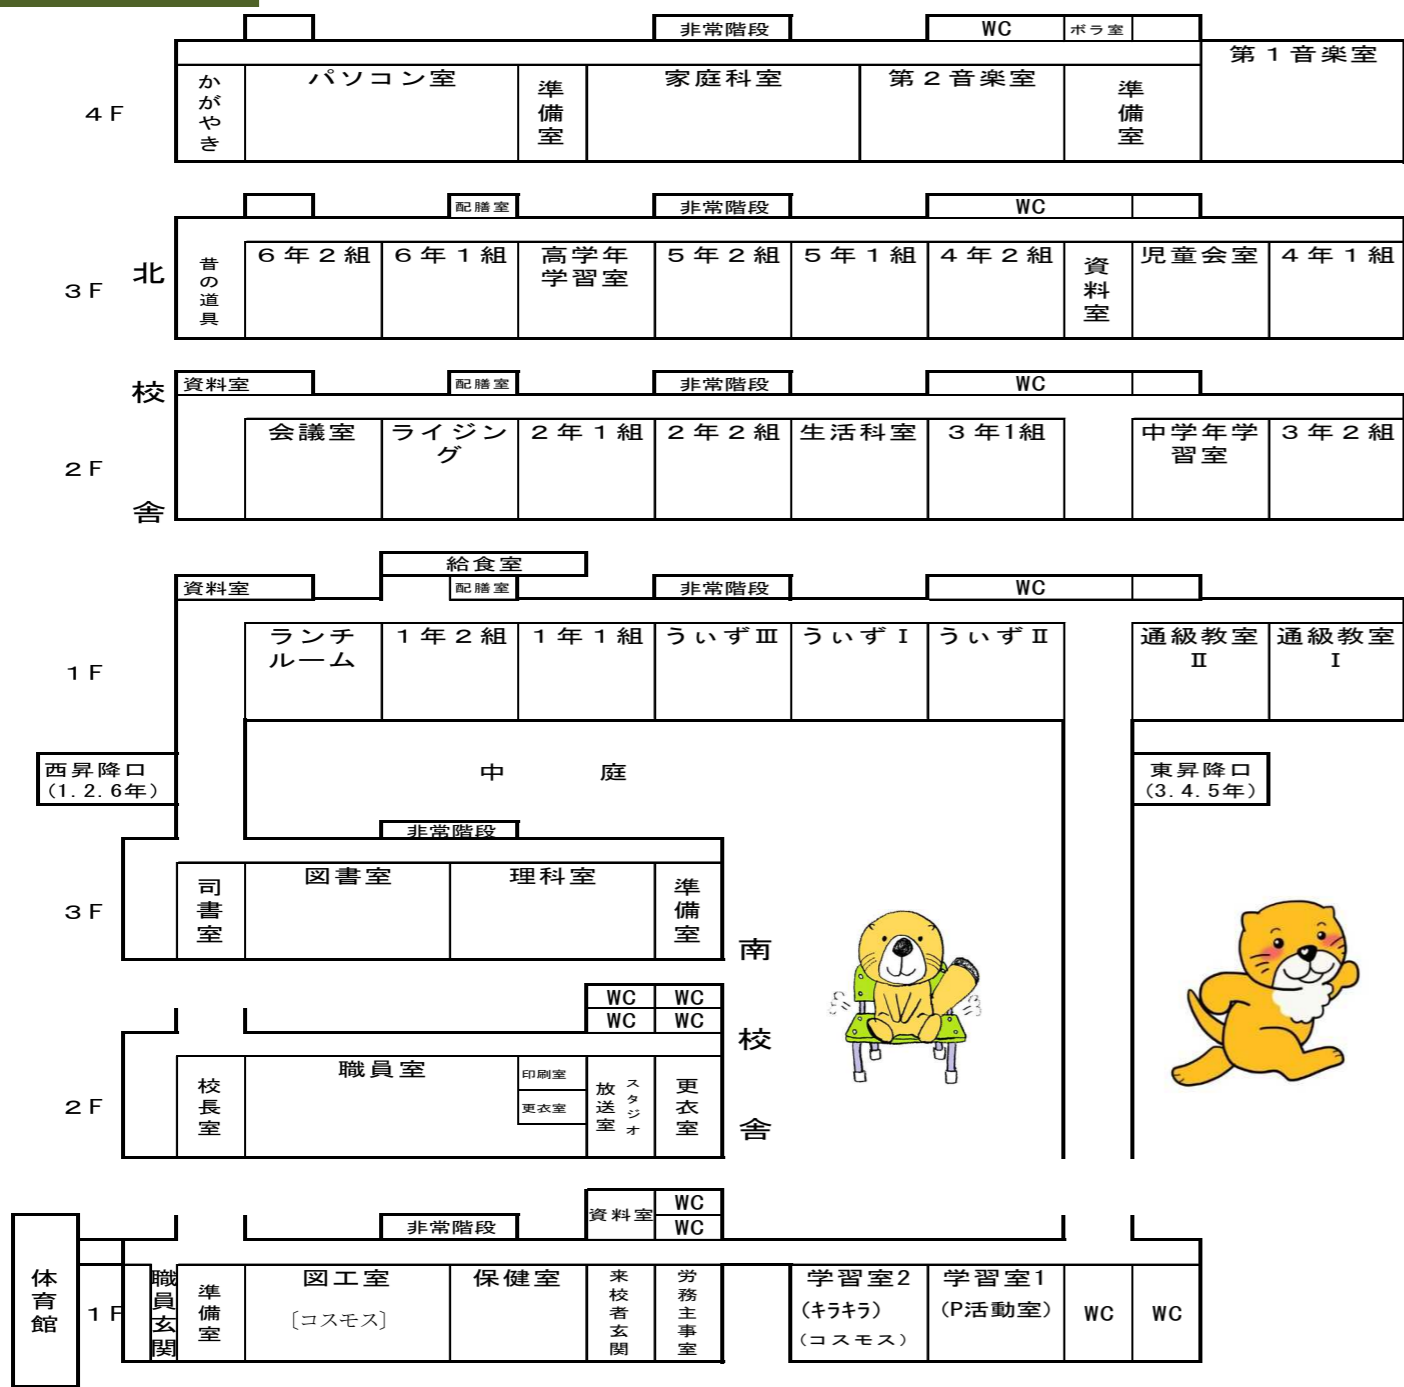 非常階段 WC ボラ室
第１音楽室
４Ｆ かがやき パソコン室 準備室 家庭科室 第２音楽室 準備室
配膳室 非常階段 WC
３Ｆ 昔の道具 ６年２組 ６年１組 高学年学習室 ５年２組 ５年１組 ４年２組 資料室 児童会室 ４年１組
北校舎
資料室 配膳室 非常階段 WC
２Ｆ 会議室 ライジング ２年１組 ２年２組 生活科室 ３年1組 中学年学習室 ３年２組
給食室
資料室 配膳室 非常階段 WC
１Ｆ ランチルーム １年２組 １年１組 うぃずⅢ うぃずⅠ うぃずⅡ 通級教室Ⅱ 通級教室Ⅰ
西昇降口
(1.2.6年)
中庭
東昇降口
(3.4.5年)
非常階段
３Ｆ 司書室 図書室 理科室 準備室
南校舎
WC WC
WC WC
２Ｆ 校長室 職員室 印刷室 更衣室 放送室 スタジオ 更衣室
非常階段 資料室 WC
WC
体育館 １Ｆ 職員玄関 準備室 図工室 保健室 来校者玄関 労務主事室 学習室2 学習室1 WC WC
〔コスモス〕 (キラキラ) (P活動室)
(コスモス)